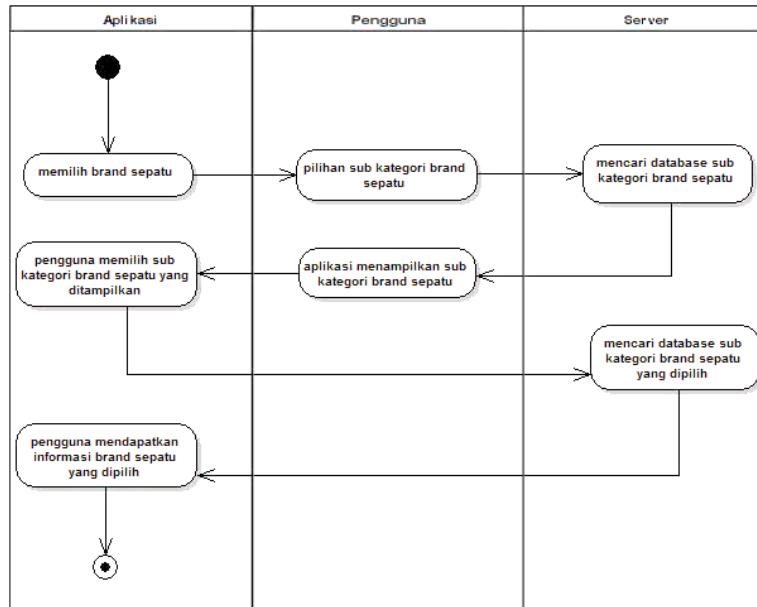 Aplikasi
Pengguna
Server
memilih brand sepatu
pilihan sub kategori brand
sepatu
mencari database sub
kategori brand sepatu
pengguna memilih sub
kategori brand sepatu yang
ditampilkan
aplikasi menampilkan sub
kategori brand sepatu
mencari database sub
kategori brand sepatu
yang dipilih
pengguna mendapatkan
informasi brand sepatu
yang dipilih